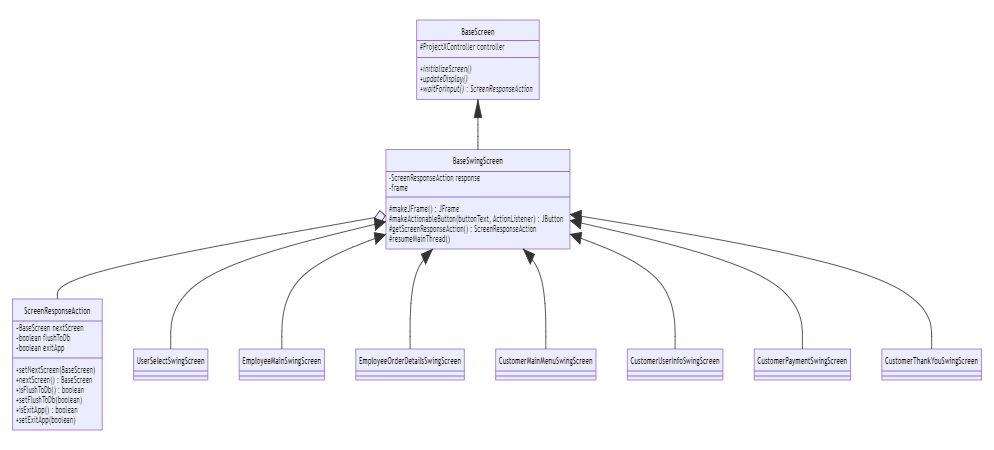 BaseScreen
#ProjectXController controller
+initializeScreen()
+updateDisplay()
+waitForInput() : ScreenResponseAction
BaseSwingScreen
-ScreenResponseAction response
-frame
#makeJFrame() : JFrame
#makeActionableButton(buttonText, ActionListener) : JButton
#getScreenResponseAction() : ScreenResponseAction
#resumeMainThread()
ScreenResponseAction
-BaseScreen nextScreen
-boolean flushToDb
-boolean exitApp
+setNextScreen(BaseScreen)
+nextScreen() : BaseScreen
+isFlushToDb() : boolean
+setFlushToDb(boolean)
+isExitApp() : boolean
+setExitApp(boolean)
UserSelectSwingScreen
EmployeeMainSwingScreen
EmployeeOrderDetailsSwingScreen
CustomerMainMenuSwingScreen
CustomerUserInfoSwingScreen
CustomerPaymentSwingScreen
CustomerThankYouSwingScreen